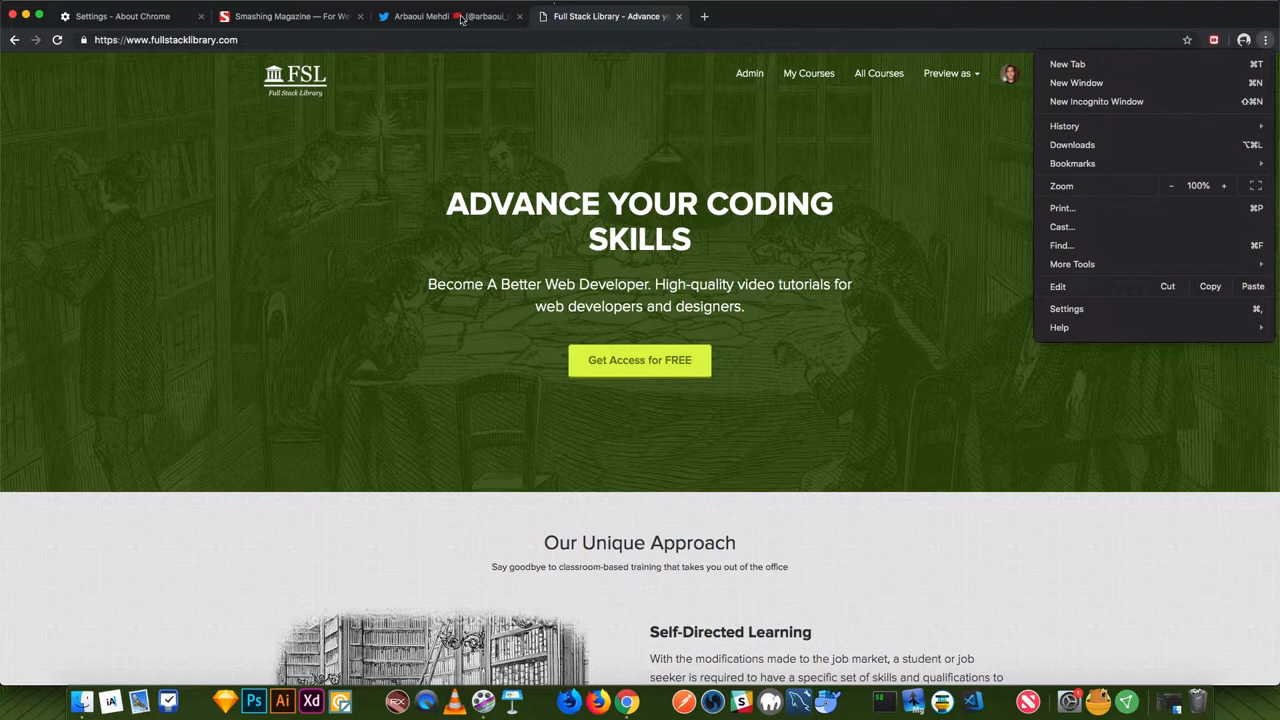 Settings - About Chrome
Smashing Magazine — For We
Arbaoui Mehdi
(@arbaoui_
Full Stack Library - Advance y
https://www.fullstacklibrary.com
FSL
Full Stack Library
Admin
My Courses
All Courses
Preview as
New Tab ⌘T
New Window ⌘N
New Incognito Window ⇧⌘N
History
Downloads ⌥⌘L
Bookmarks
Zoom − 100% +
Print... ⌘P
Cast...
Find... ⌘F
More Tools
Edit Cut Copy Paste
Settings ⌘,
Help
ADVANCE YOUR CODING
SKILLS
Become A Better Web Developer. High-quality video tutorials for
web developers and designers.
Get Access for FREE
Our Unique Approach
Say goodbye to classroom-based training that takes you out of the office
Self-Directed Learning
With the modifications made to the job market, a student or job
seeker is required to have a specific set of skills and qualifications to
iA Ps Ai Xd RX Mg N